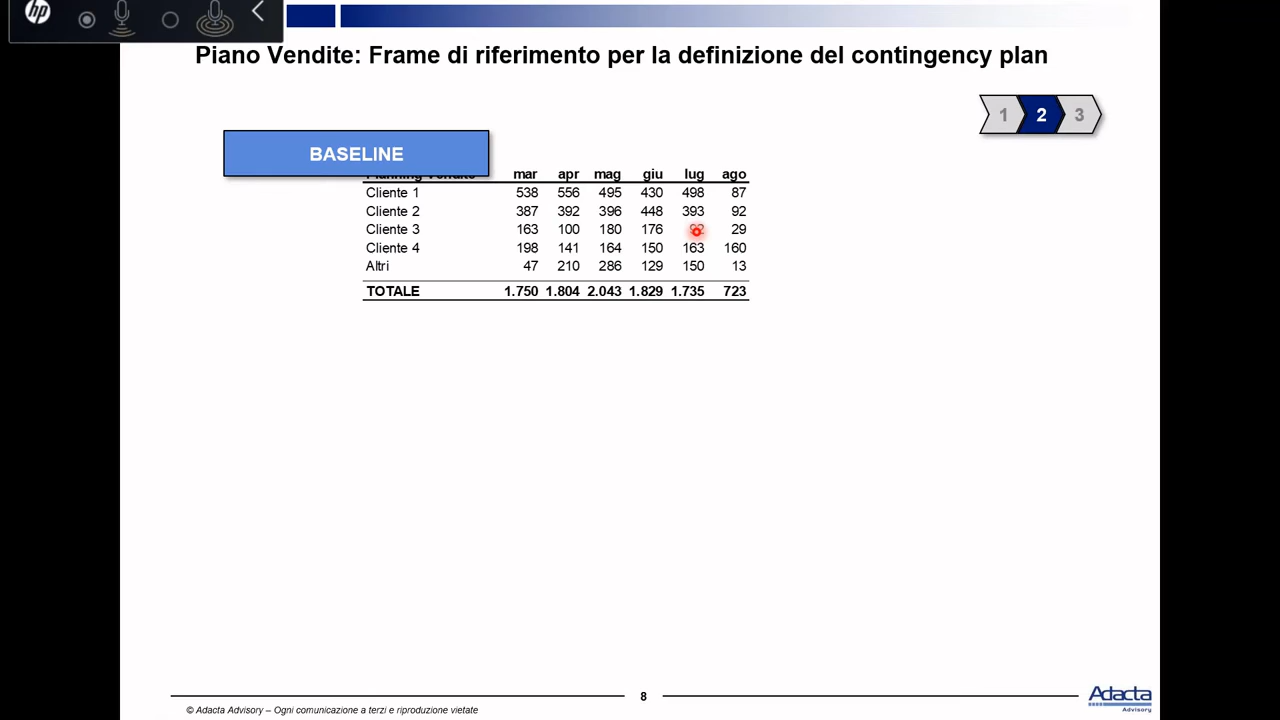 hp
Piano Vendite: Frame di riferimento per la definizione del contingency plan
1 2 3
BASELINE
mar apr mag giu lug ago
Cliente 1 538 556 495 430 498 87
Cliente 2 387 392 396 448 393 92
Cliente 3 163 100 180 176 29
Cliente 4 198 141 164 150 163 160
Altri 47 210 286 129 150 13
TOTALE 1.750 1.804 2.043 1.829 1.735 723
8
© Adacta Advisory – Ogni comunicazione a terzi e riproduzione vietate
Adacta
Advisory